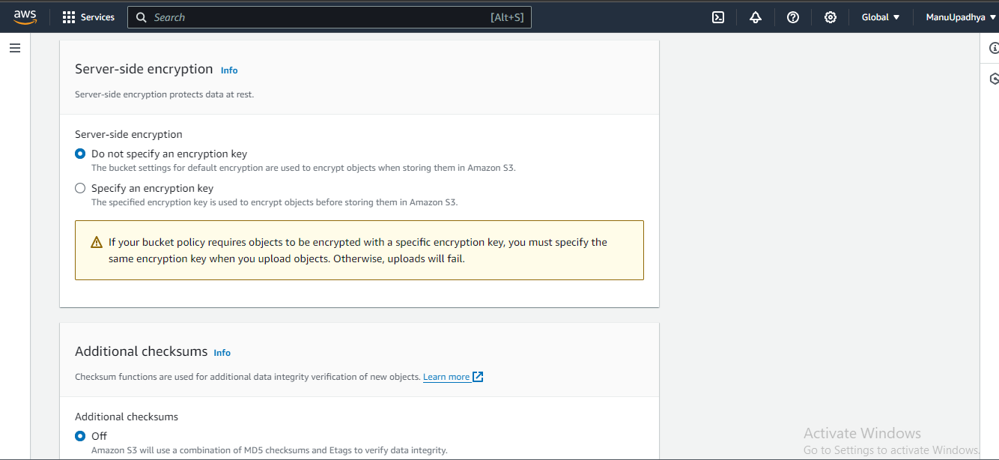 aws Services Search [Alt+S] Global ManuUpadhya
Server-side encryption Info
Server-side encryption protects data at rest.
Server-side encryption
Do not specify an encryption key
The bucket settings for default encryption are used to encrypt objects when storing them in Amazon S3.
Specify an encryption key
The specified encryption key is used to encrypt objects before storing them in Amazon S3.
If your bucket policy requires objects to be encrypted with a specific encryption key, you must specify the
same encryption key when you upload objects. Otherwise, uploads will fail.
Additional checksums Info
Checksum functions are used for additional data integrity verification of new objects. Learn more
Additional checksums
Off
Amazon S3 will use a combination of MD5 checksums and Etags to verify data integrity.
Activate Windows
Go to Settings to activate Windows.